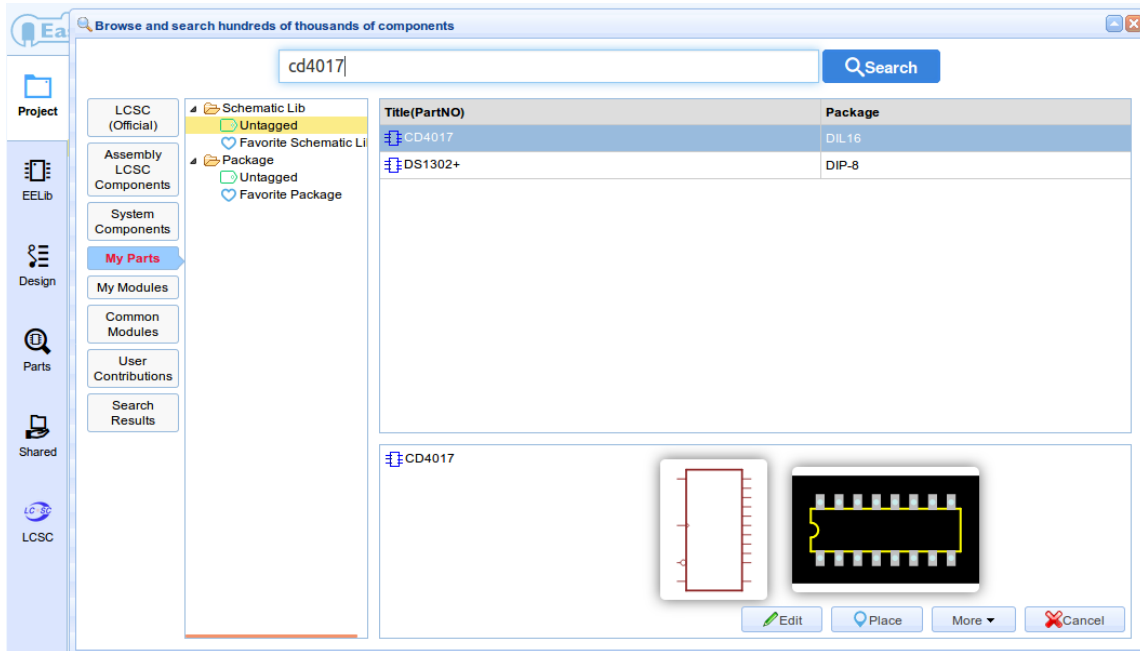 Ea
Browse and search hundreds of thousands of components
cd4017
Search
Project
EELib
Design
Parts
Shared
LCSC
LCSC
(Official)
Assembly
LCSC
Components
System
Components
My Parts
My Modules
Common
Modules
User
Contributions
Search
Results
Schematic Lib
Untagged
Favorite Schematic Li
Package
Untagged
Favorite Package
Title(PartNO) Package
CD4017 DIL16
DS1302+ DIP-8
CD4017
Edit Place More Cancel